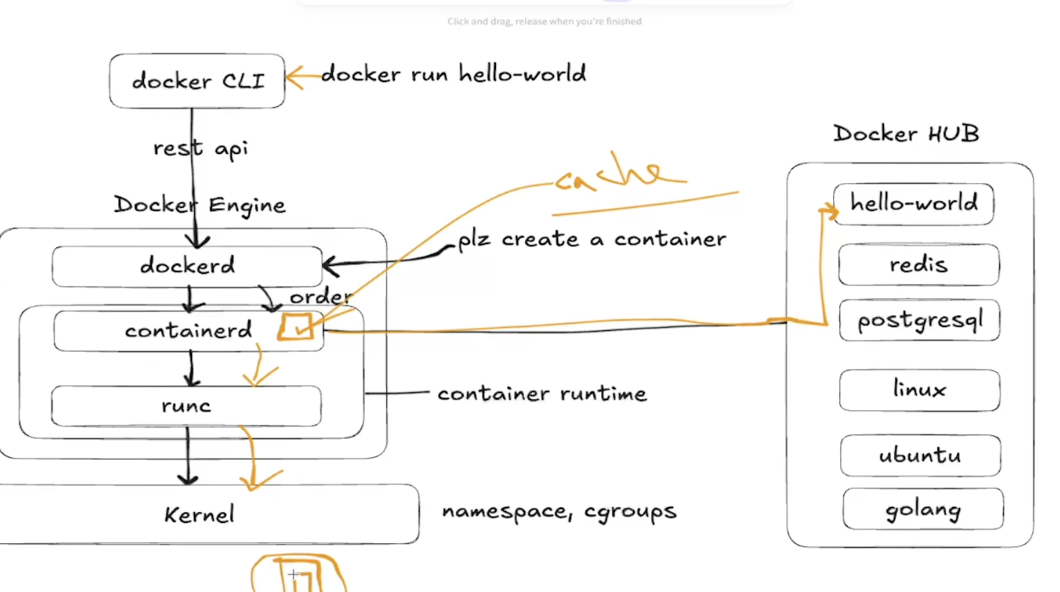 Click and drag, release when you're finished
docker CLI
docker run hello-world
rest api
Docker Engine
dockerd
plz create a container
order
containerd
runc
container runtime
Kernel
namespace, cgroups
cache
Docker HUB
hello-world
redis
postgresql
linux
ubuntu
golang